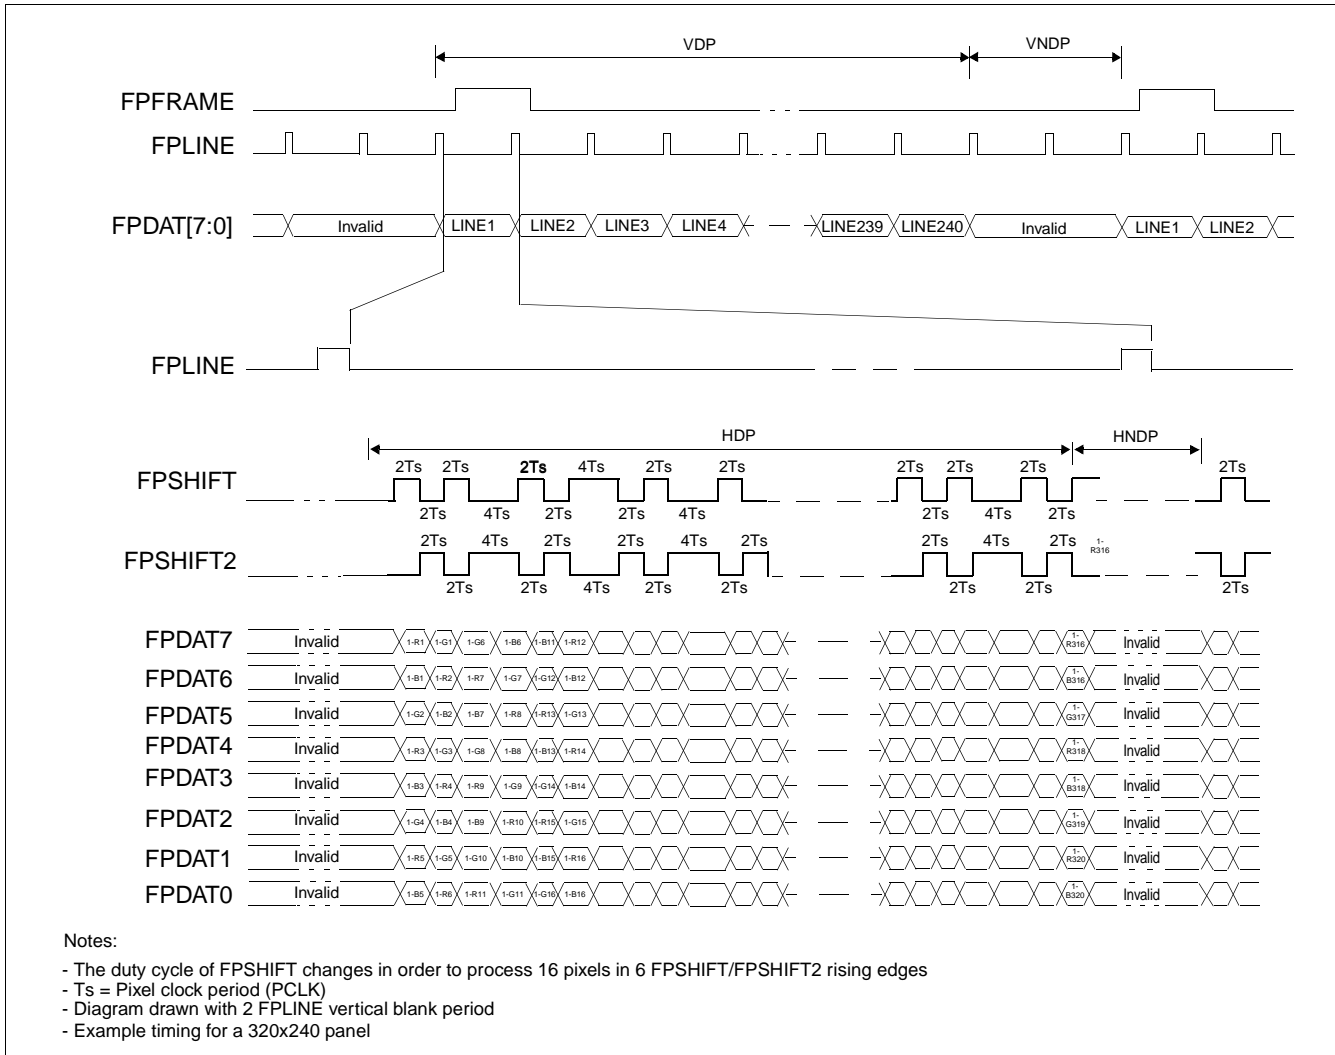 VDP VNDP
FPFRAME
FPLINE
FPDAT[7:0] Invalid LINE1 LINE2 LINE3 LINE4 LINE239 LINE240 Invalid LINE1 LINE2
FPLINE
HDP HNDP
2Ts 2Ts 2Ts 4Ts 2Ts 2Ts 2Ts 2Ts 2Ts 2Ts
FPSHIFT
2Ts 4Ts 2Ts 2Ts 4Ts 2Ts 4Ts 2Ts
2Ts 4Ts 2Ts 2Ts 4Ts 2Ts 2Ts 4Ts 2Ts 1-
R316
FPSHIFT2
2Ts 2Ts 4Ts 2Ts 2Ts 2Ts 2Ts 2Ts
FPDAT7 Invalid 1-R1 1-G1 1-G6 1-B6 1-B11 1-R12 1-
R316 Invalid
FPDAT6 Invalid 1-B1 1-R2 1-R7 1-G7 1-G12 1-B12 1-
B316 Invalid
FPDAT5 Invalid 1-G2 1-B2 1-B7 1-R8 1-R13 1-G13 1-
G317 Invalid
FPDAT4 Invalid 1-R3 1-G3 1-G8 1-B8 1-B13 1-R14 1-
R318 Invalid
FPDAT3 Invalid 1-B3 1-R4 1-R9 1-G9 1-G14 1-B14 1-
B318 Invalid
FPDAT2 Invalid 1-G4 1-B4 1-B9 1-R10 1-R15 1-G15 1-
G319 Invalid
FPDAT1 Invalid 1-R5 1-G5 1-G10 1-B10 1-B15 1-R16 1-
R320 Invalid
FPDAT0 Invalid 1-B5 1-R6 1-R11 1-G11 1-G16 1-B16 1-
B320 Invalid
Notes:
- The duty cycle of FPSHIFT changes in order to process 16 pixels in 6 FPSHIFT/FPSHIFT2 rising edges
- Ts = Pixel clock period (PCLK)
- Diagram drawn with 2 FPLINE vertical blank period
- Example timing for a 320x240 panel